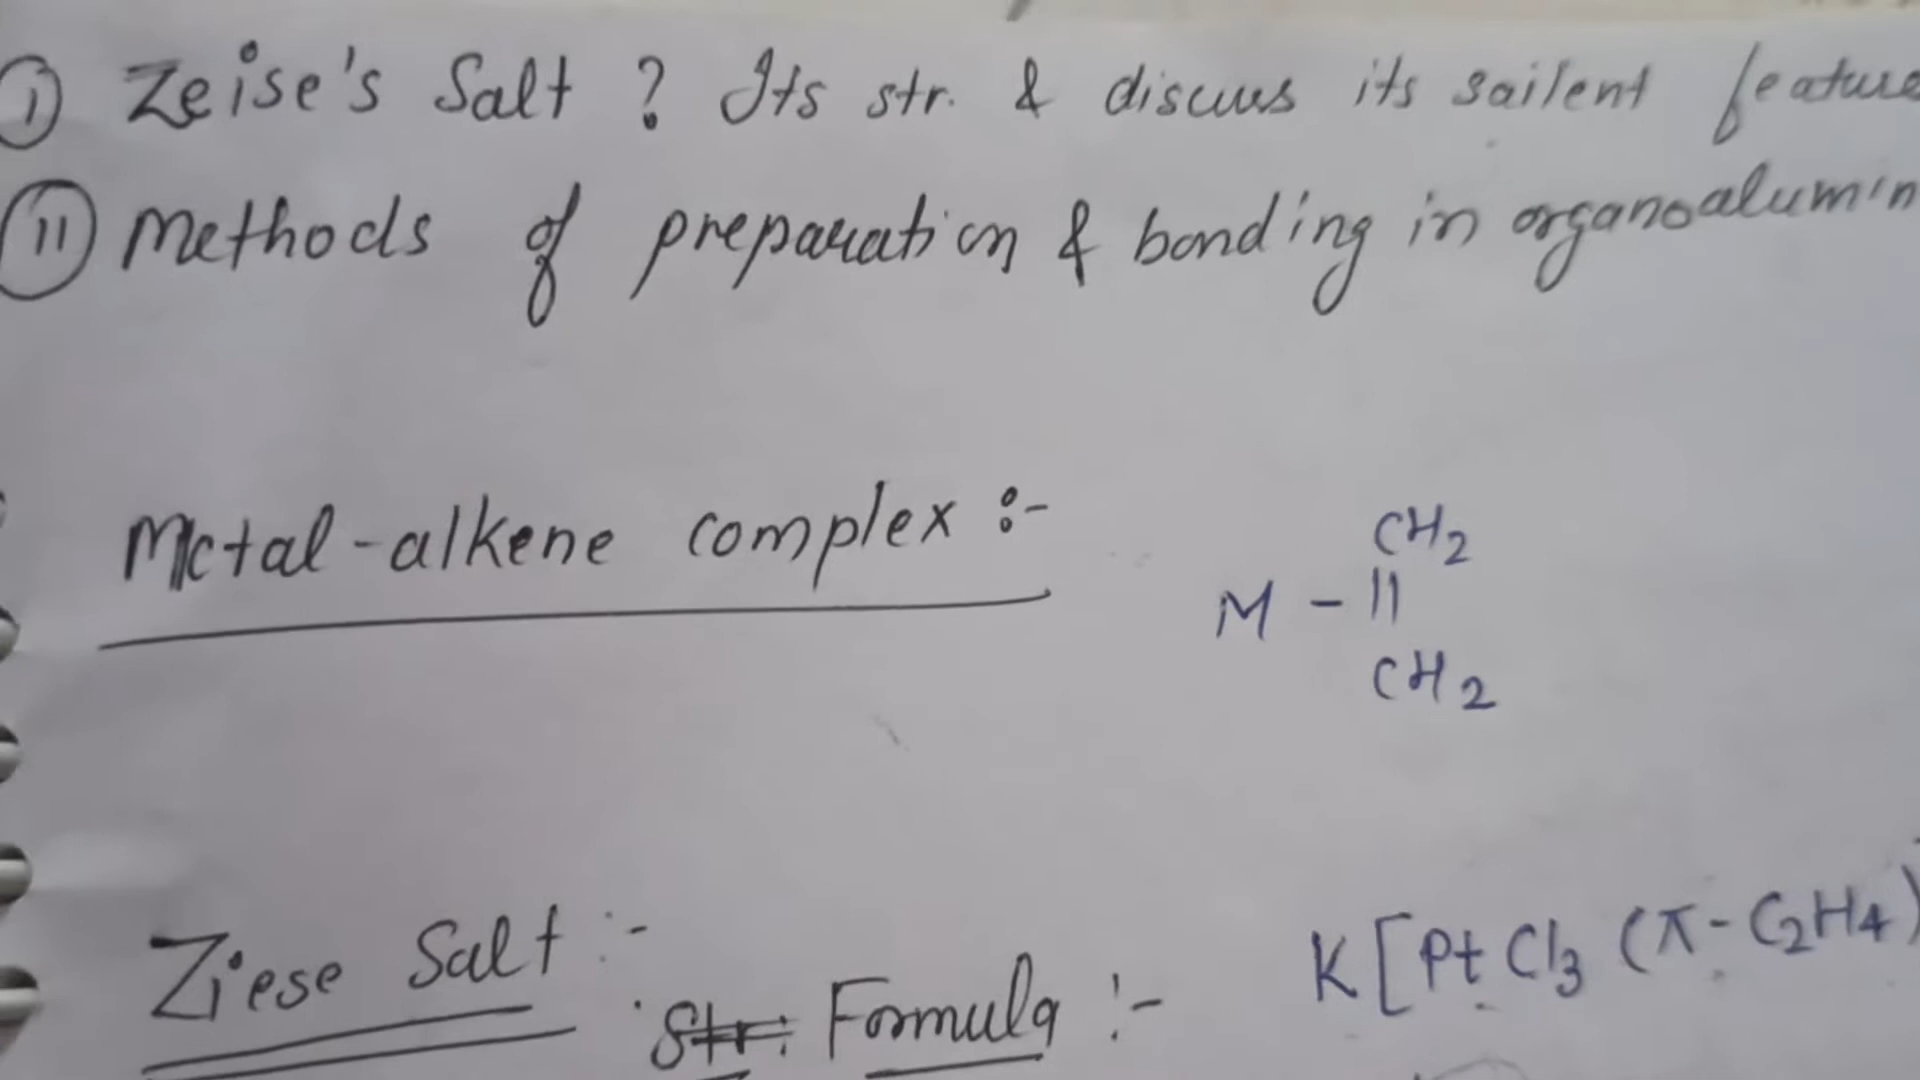 I Zeise's Salt ? Its str. & discuss its sailent feature
II Methods of preparation & bonding in organoalumin
Metal-alkene complex :-
CH2
M - ||
CH2
Ziese Salt :-
Str: Formula :- K[PtCl3 (π-C2H4)